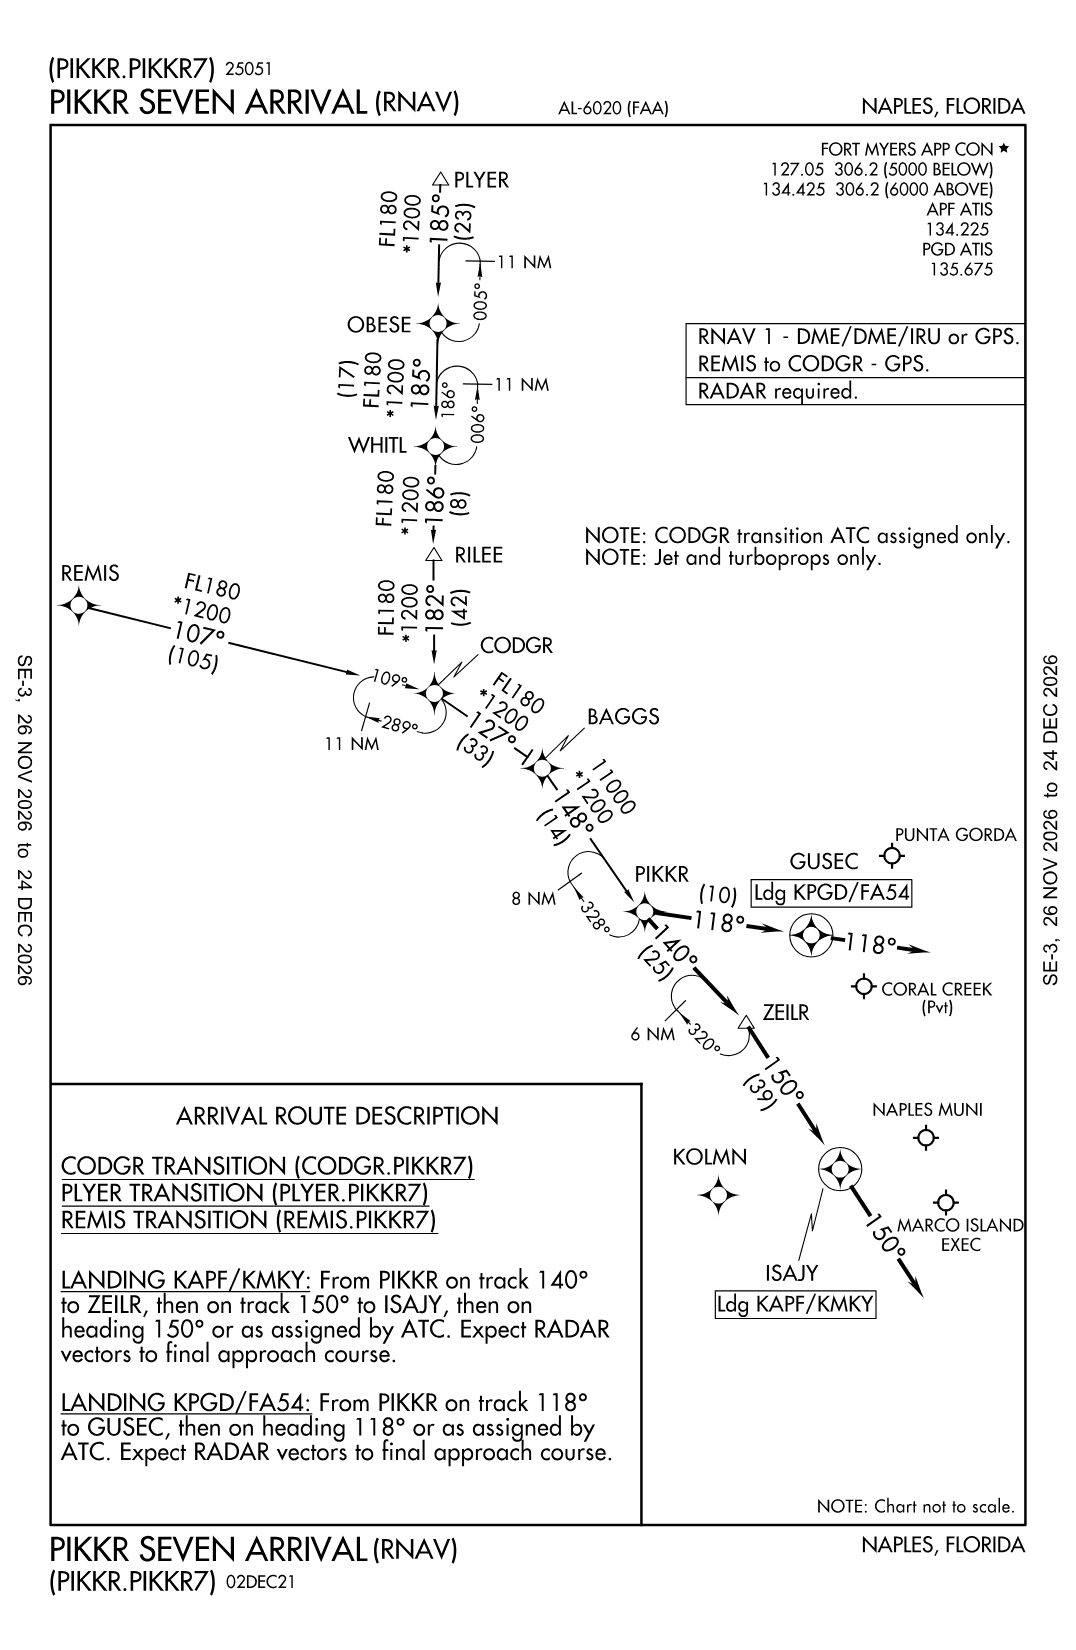 (PIKKR.PIKKR7) 25051
PIKKR SEVEN ARRIVAL (RNAV)
AL-6020 (FAA)
NAPLES, FLORIDA
FORT MYERS APP CON ★
127.05 306.2 (5000 BELOW)
134.425 306.2 (6000 ABOVE)
APF ATIS
134.225
PGD ATIS
135.675
PLYER
FL180
*1200
185°
(23)
11 NM
005°
OBESE
(17)
FL180
*1200
185°
186°
11 NM
006°
WHITL
RNAV 1 - DME/DME/IRU or GPS.
REMIS to CODGR - GPS.
RADAR required.
FL180
*1200
186°
(8)
NOTE: CODGR transition ATC assigned only.
NOTE: Jet and turboprops only.
RILEE
REMIS
FL180
*1200
107°
(105)
FL180
*1200
182°
(42)
CODGR
109°
289°
11 NM
FL180
*1200
127°
(33)
BAGGS
11000
*1200
148°
(14)
PUNTA GORDA
GUSEC
Ldg KPGD/FA54
PIKKR
(10)
118°
118°
8 NM
328°
140°
(25)
CORAL CREEK
(Pvt)
ZEILR
6 NM
320°
150°
(39)
NAPLES MUNI
KOLMN
MARCO ISLAND
EXEC
150°
ISAJY
Ldg KAPF/KMKY
ARRIVAL ROUTE DESCRIPTION
CODGR TRANSITION (CODGR.PIKKR7)
PLYER TRANSITION (PLYER.PIKKR7)
REMIS TRANSITION (REMIS.PIKKR7)
LANDING KAPF/KMKY: From PIKKR on track 140°
to ZEILR, then on track 150° to ISAJY, then on
heading 150° or as assigned by ATC. Expect RADAR
vectors to final approach course.
LANDING KPGD/FA54: From PIKKR on track 118°
to GUSEC, then on heading 118° or as assigned by
ATC. Expect RADAR vectors to final approach course.
NOTE: Chart not to scale.
SE-3, 26 NOV 2026 to 24 DEC 2026
SE-3, 26 NOV 2026 to 24 DEC 2026
PIKKR SEVEN ARRIVAL (RNAV)
(PIKKR.PIKKR7) 02DEC21
NAPLES, FLORIDA